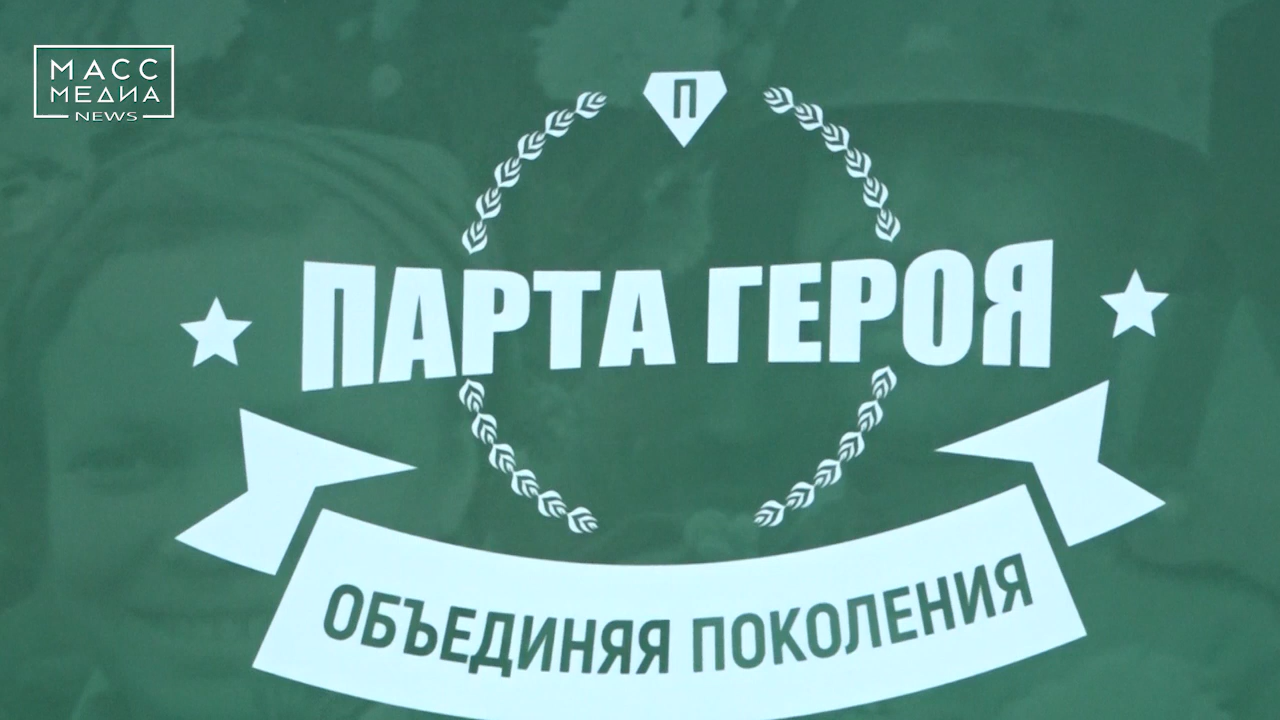 МАСС
МЕДИА
NEWS
П
ПАРТА ГЕРОЯ
ОБЪЕДИНЯЯ ПОКОЛЕНИЯ